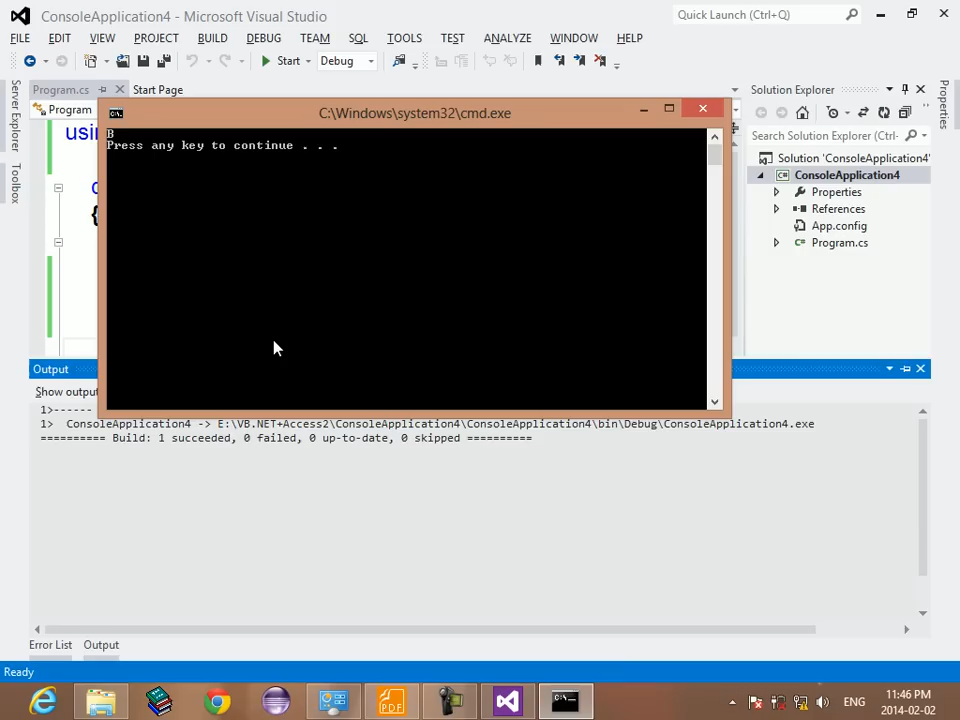 ConsoleApplication4 - Microsoft Visual Studio
Quick Launch (Ctrl+Q)
FILE EDIT VIEW PROJECT BUILD DEBUG TEAM SQL TOOLS TEST ANALYZE WINDOW HELP
Start Debug
Server Explorer
Toolbox
Program.cs Start Page
Program
usin
{
C:\Windows\system32\cmd.exe
B
Press any key to continue . . .
Solution Explorer
Search Solution Explorer (Ctrl-
Solution 'ConsoleApplication4'
ConsoleApplication4
Properties
References
App.config
Program.cs
Properties
Output
Show output
1>------
1> ConsoleApplication4 -> E:\VB.NET+Access2\ConsoleApplication4\ConsoleApplication4\bin\Debug\ConsoleApplication4.exe
========== Build: 1 succeeded, 0 failed, 0 up-to-date, 0 skipped ==========
Error List Output
Ready
PDF
ENG
11:46 PM
2014-02-02